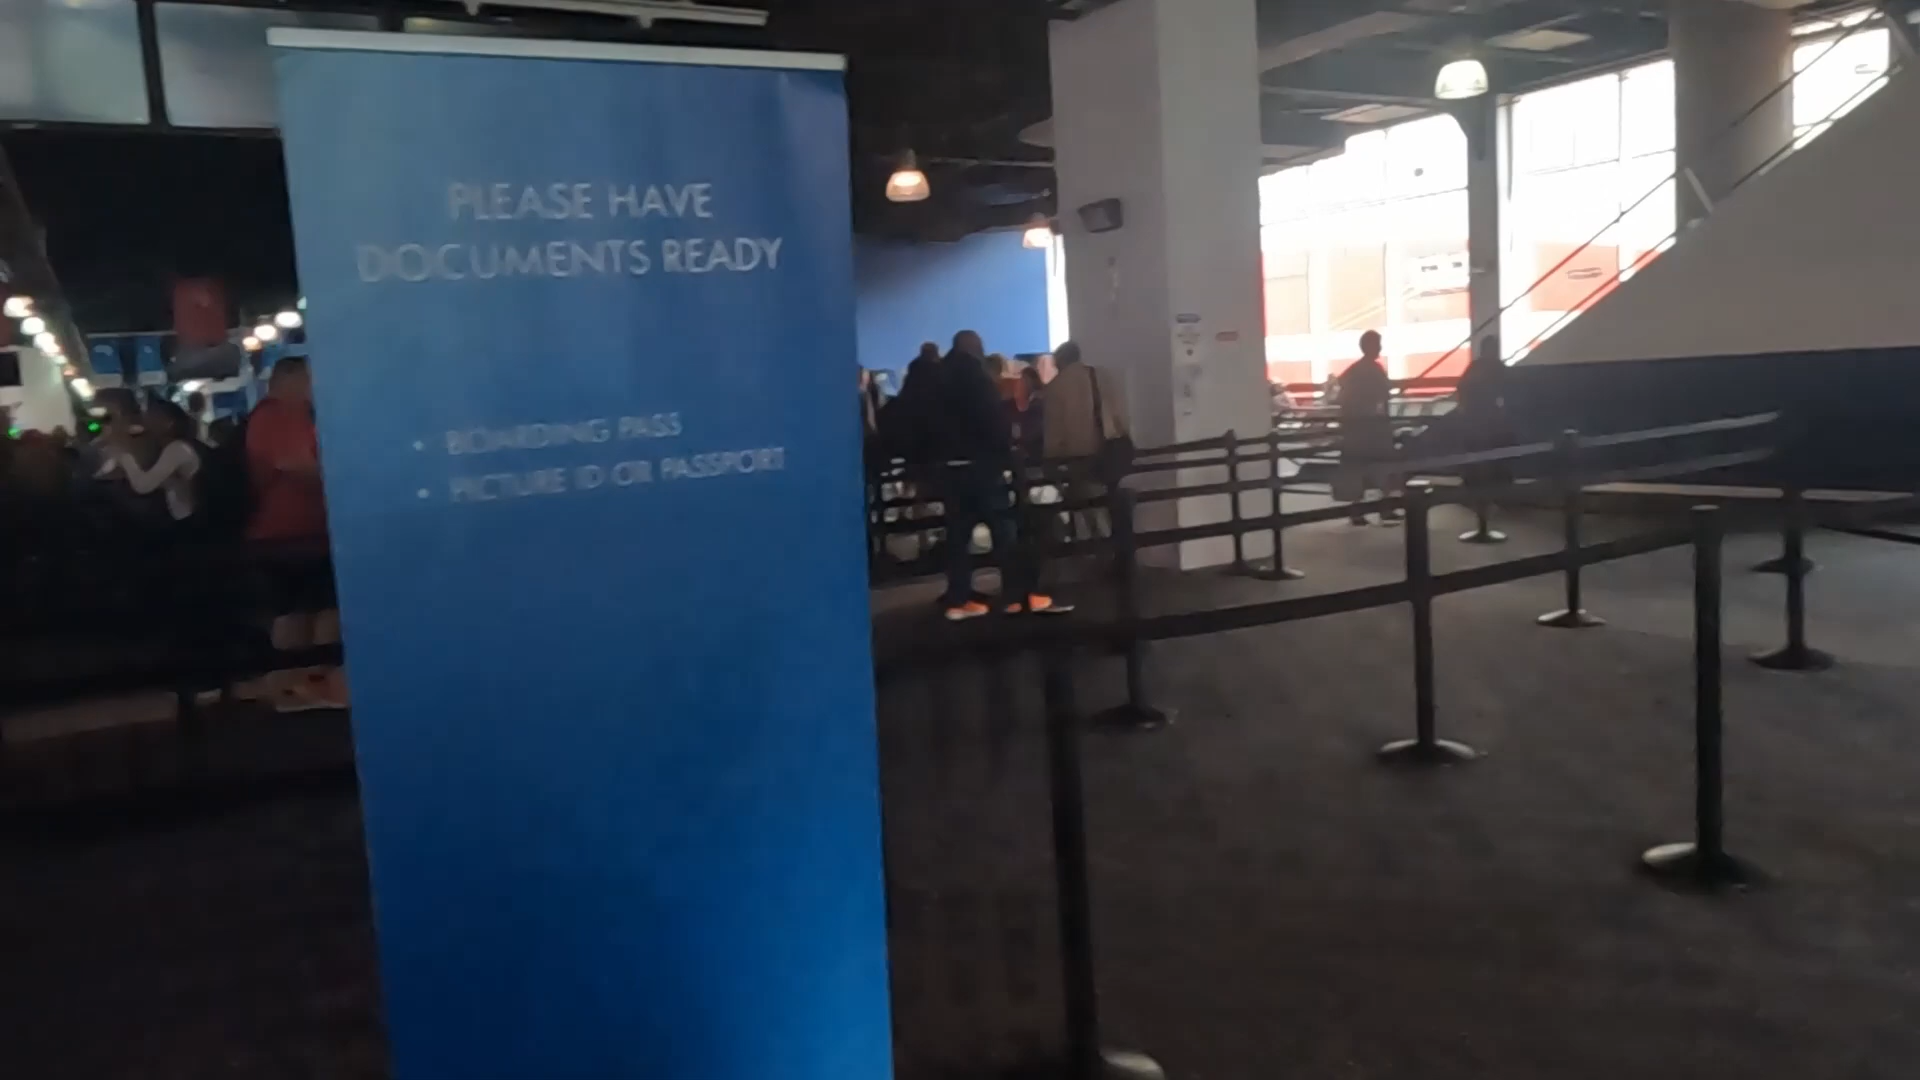 PLEASE HAVE
DOCUMENTS READY
• BOARDING PASS
• PICTURE ID OR PASSPORT